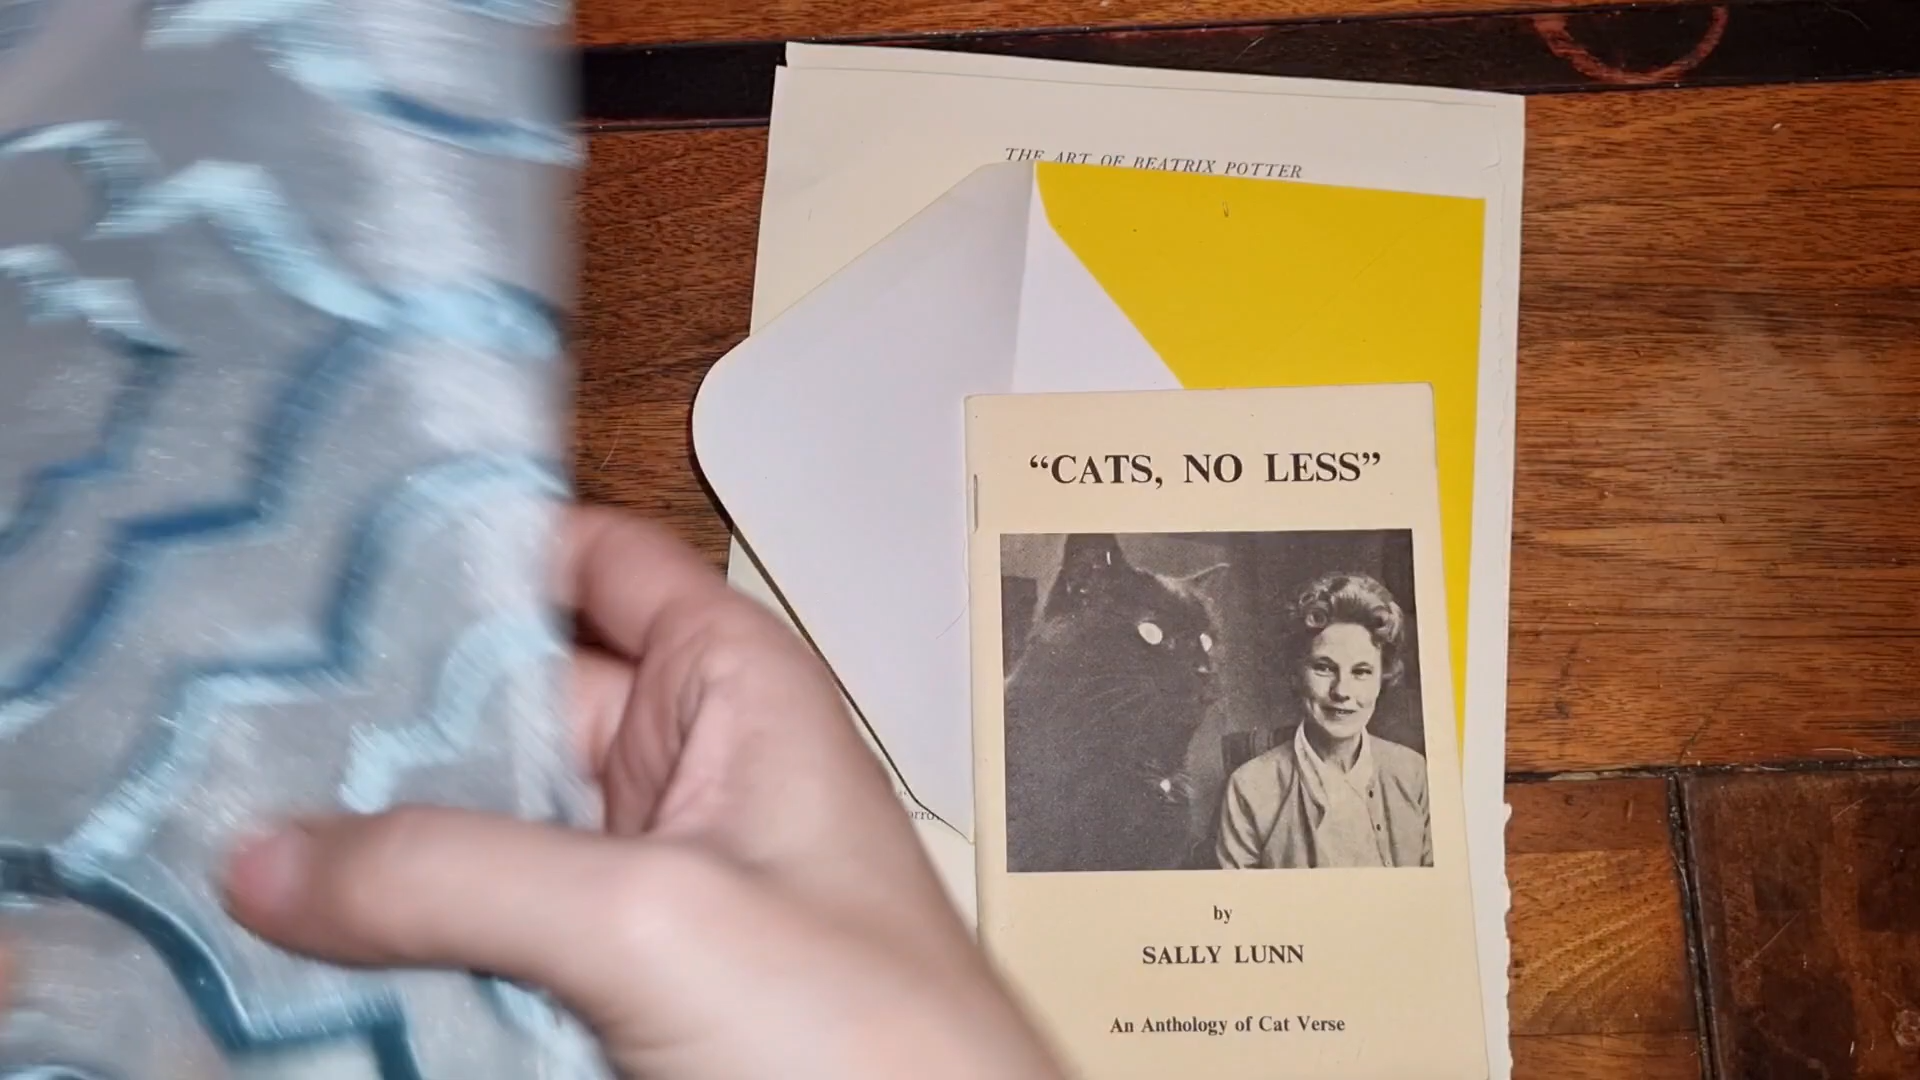 THE ART OF BEATRIX POTTER
“CATS, NO LESS”
by
SALLY LUNN
An Anthology of Cat Verse